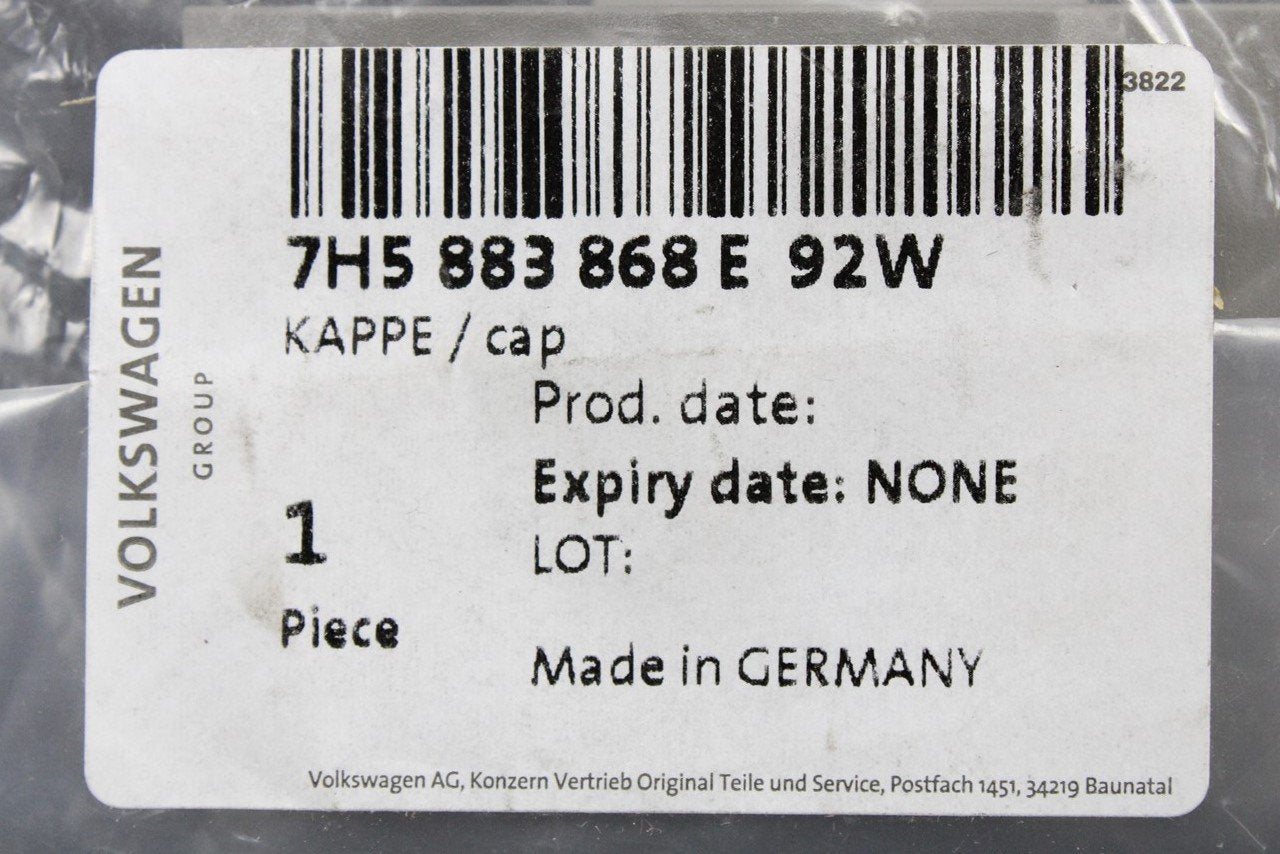 3822
7H5 883 868 E 92W
KAPPE / cap
Prod. date:
Expiry date: NONE
LOT:
1
Piece
Made in GERMANY
VOLKSWAGEN
GROUP
Volkswagen AG, Konzern Vertrieb Original Teile und Service, Postfach 1451, 34219 Baunatal